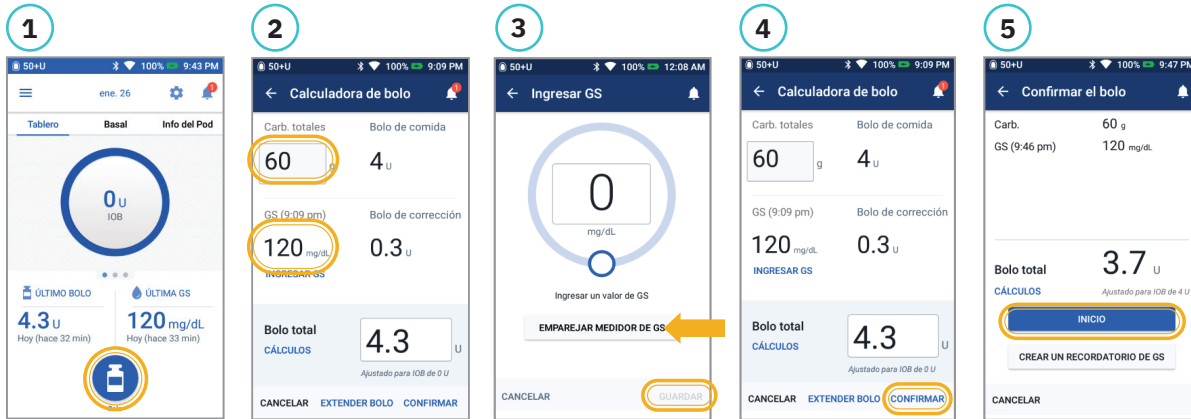 1
50+U 100% 9:43 PM
ene. 26 1
Tablero Basal Info del Pod
0 U
IOB
ÚLTIMO BOLO ÚLTIMA GS
4.3 U 120 mg/dL
Hoy (hace 32 min) Hoy (hace 33 min)
2
50+U 100% 9:09 PM
Calculadora de bolo 1
Carb. totales Bolo de comida
60 g 4 U
GS (9:09 pm) Bolo de corrección
120 mg/dL 0.3 U
INGRESAR GS
Bolo total
CÁLCULOS
4.3 U
Ajustado para IOB de 0 U
CANCELAR EXTENDER BOLO CONFIRMAR
3
50+U 100% 12:08 AM
Ingresar GS
0
mg/dL
Ingresar un valor de GS
EMPAREJAR MEDIDOR DE GS
CANCELAR GUARDAR
4
50+U 100% 9:09 PM
Calculadora de bolo 1
Carb. totales Bolo de comida
60 g 4 U
GS (9:09 pm) Bolo de corrección
120 mg/dL 0.3 U
INGRESAR GS
Bolo total
CÁLCULOS
4.3 U
Ajustado para IOB de 0 U
CANCELAR EXTENDER BOLO CONFIRMAR
5
50+U 100% 9:47 PM
Confirmar el bolo
Carb. 60 g
GS (9:46 pm) 120 mg/dL
Bolo total 3.7 U
CÁLCULOS Ajustado para IOB de 4 U
INICIO
CREAR UN RECORDATORIO DE GS
CANCELAR